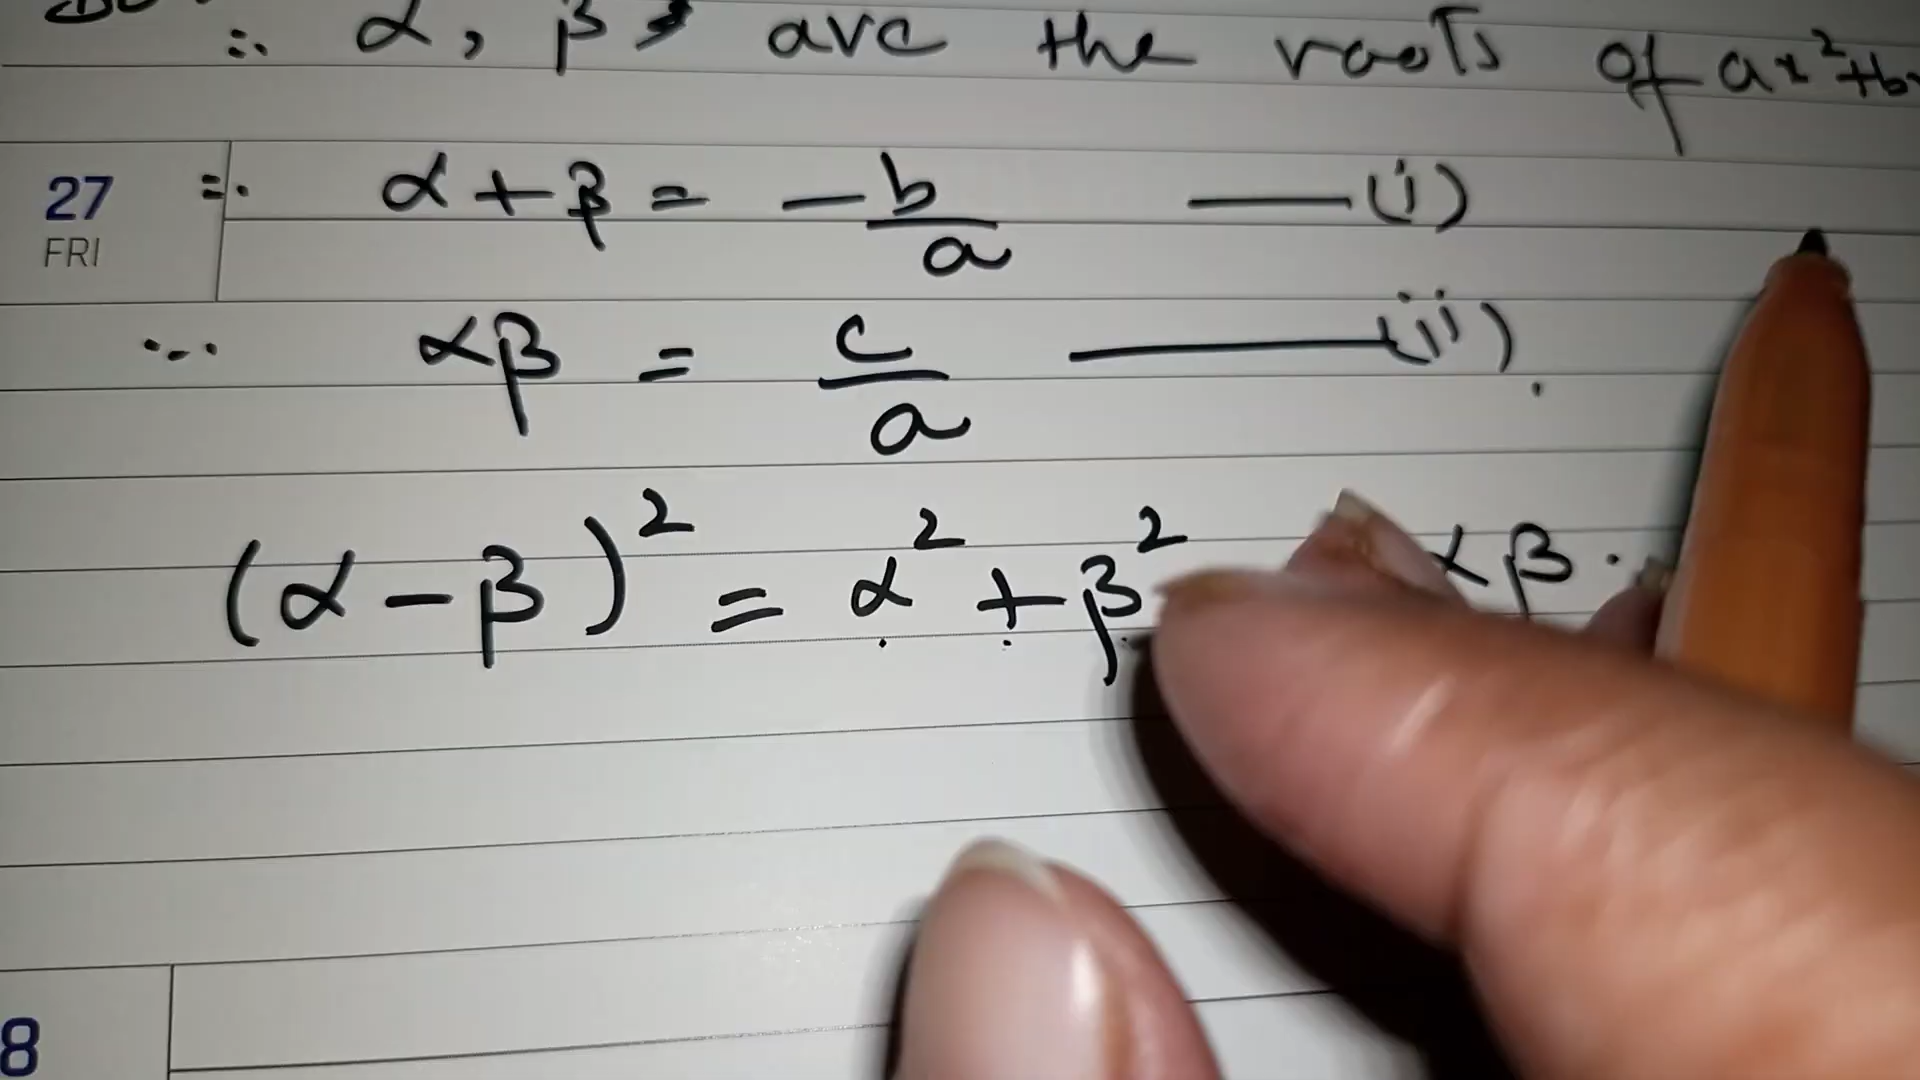 ∴ α, β are the roots of ax²+b
27 FRI
∴ α + β = -b/a —(i)
∴ αβ = c/a —(ii).
(α - β)² = α² + β² αβ.
8